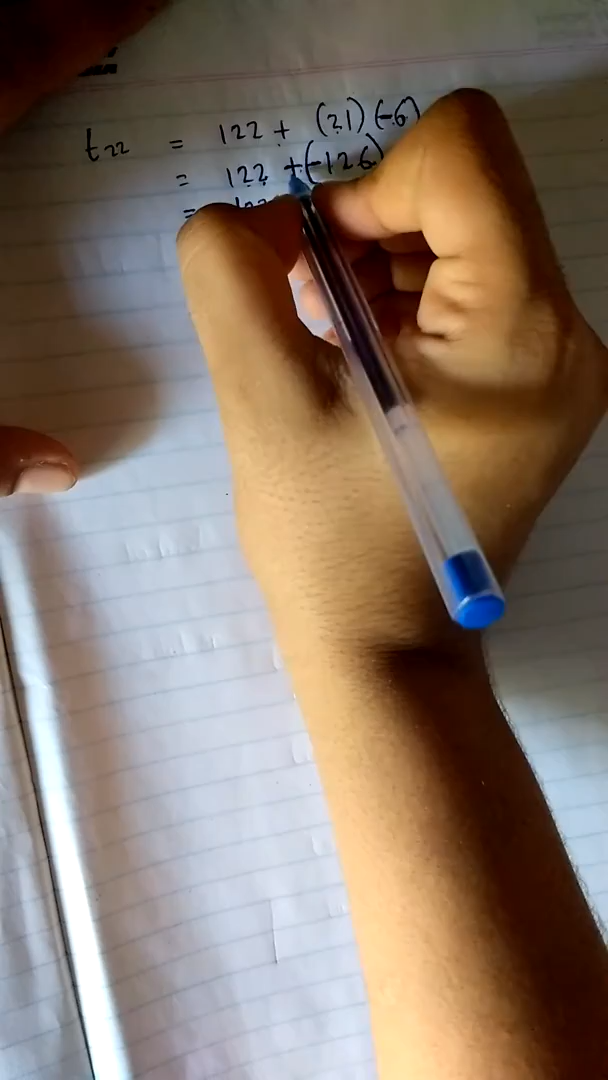 t22 = 122 + (21)(-6)
= 122 + (-126)
=